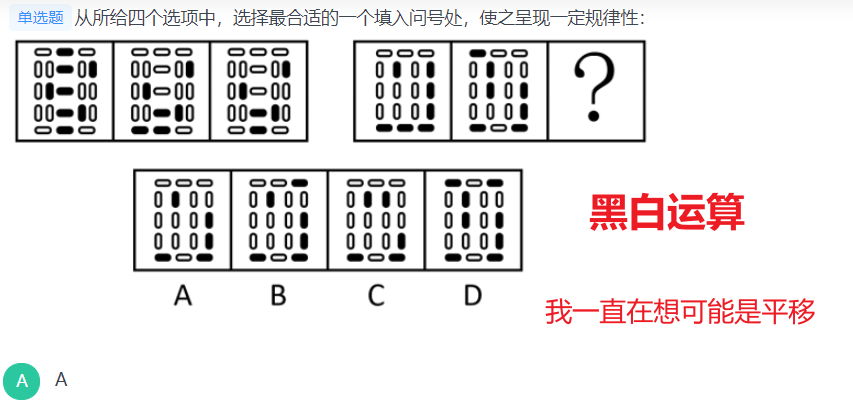 单选题 从所给四个选项中，选择最合适的一个填入问号处，使之呈现一定规律性：
?
黑白运算
A B C D
我一直在想可能是平移
A A